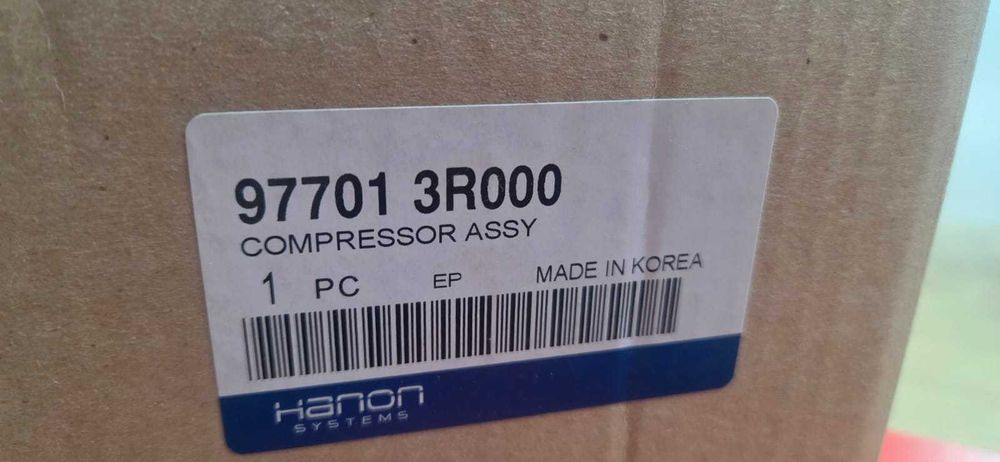 97701 3R000
COMPRESSOR ASSY
1 PC EP MADE IN KOREA
Hanon
SYSTEMS